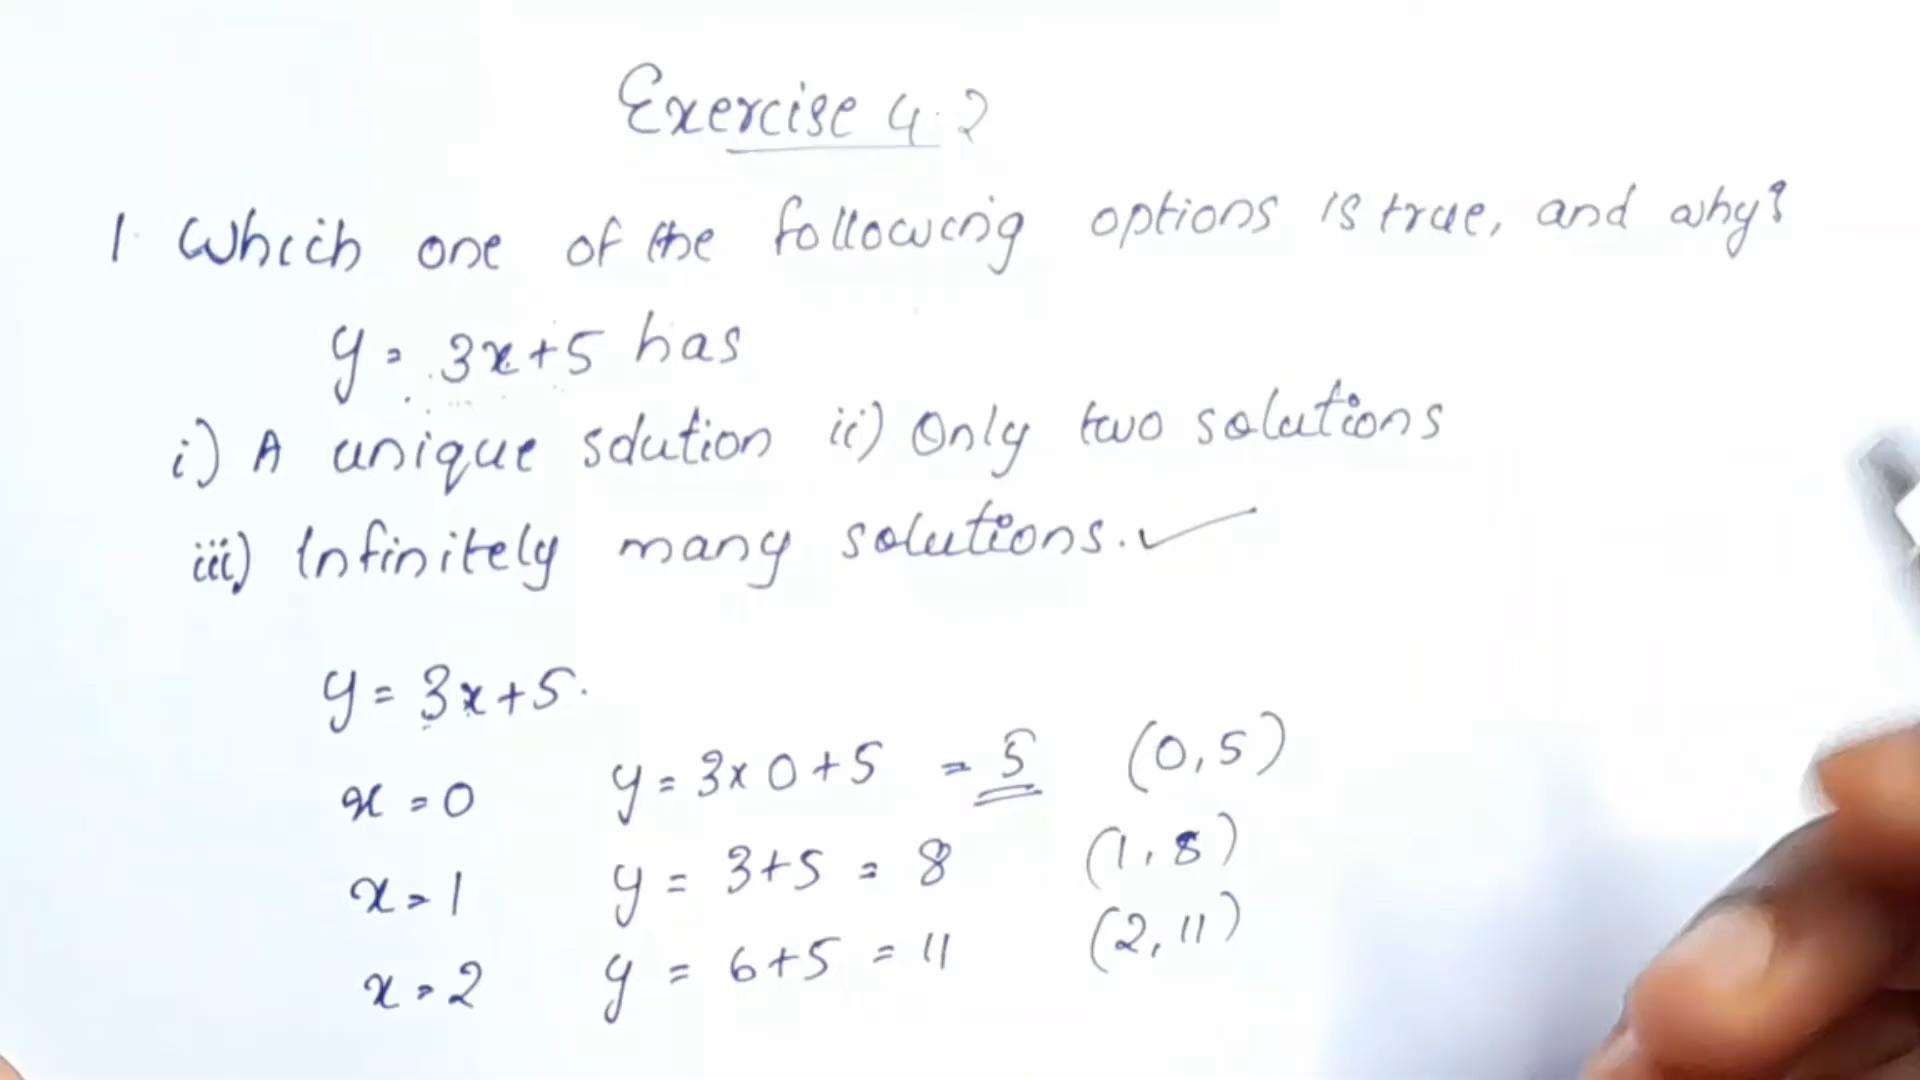 Exercise 4.2
1. Which one of the following options is true, and why?
y = 3x+5 has
i) A unique solution ii) Only two solutions
iii) Infinitely many solutions. ✓
y = 3x+5.
x = 0 y = 3x0+5 = 5 (0,5)
x = 1 y = 3+5 = 8 (1,8)
x = 2 y = 6+5 = 11 (2,11)